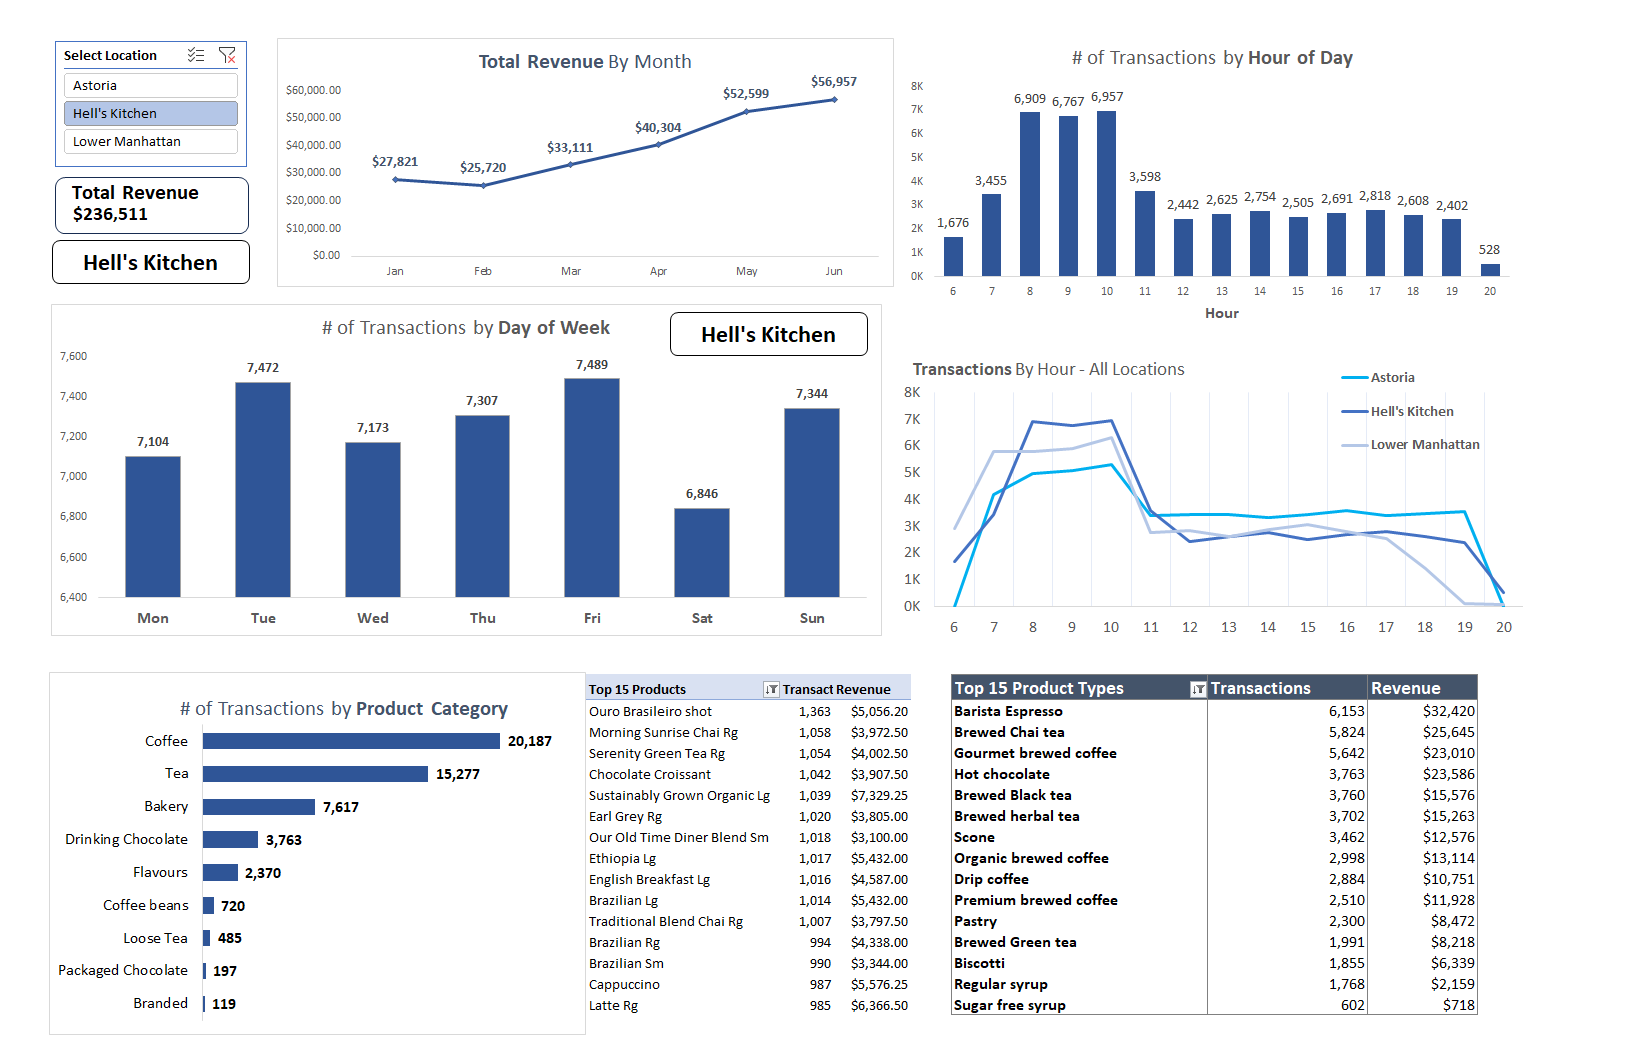 Select Location
Astoria
Hell's Kitchen
Lower Manhattan
Total Revenue
$236,511
Hell's Kitchen
Total Revenue By Month
$60,000.00
$50,000.00
$40,000.00
$30,000.00
$20,000.00
$10,000.00
$0.00
$27,821
$25,720
$33,111
$40,304
$52,599
$56,957
Jan Feb Mar Apr May Jun
# of Transactions by Hour of Day
8K
7K
6K
5K
4K
3K
2K
1K
0K
1,676 3,455 6,909 6,767 6,957 3,598 2,442 2,625 2,754 2,505 2,691 2,818 2,608 2,402 528
6 7 8 9 10 11 12 13 14 15 16 17 18 19 20
Hour
# of Transactions by Day of Week
Hell's Kitchen
7,600
7,400
7,200
7,000
6,800
6,600
6,400
7,104 7,472 7,173 7,307 7,489 6,846 7,344
Mon Tue Wed Thu Fri Sat Sun
Transactions By Hour - All Locations
Astoria
Hell's Kitchen
Lower Manhattan
8K
7K
6K
5K
4K
3K
2K
1K
0K
6 7 8 9 10 11 12 13 14 15 16 17 18 19 20
# of Transactions by Product Category
Coffee 20,187
Tea 15,277
Bakery 7,617
Drinking Chocolate 3,763
Flavours 2,370
Coffee beans 720
Loose Tea 485
Packaged Chocolate 197
Branded 119
Top 15 Products Transact Revenue
Ouro Brasileiro shot 1,363 $5,056.20
Morning Sunrise Chai Rg 1,058 $3,972.50
Serenity Green Tea Rg 1,054 $4,002.50
Chocolate Croissant 1,042 $3,907.50
Sustainably Grown Organic Lg 1,039 $7,329.25
Earl Grey Rg 1,020 $3,805.00
Our Old Time Diner Blend Sm 1,018 $3,100.00
Ethiopia Lg 1,017 $5,432.00
English Breakfast Lg 1,016 $4,587.00
Brazilian Lg 1,014 $5,432.00
Traditional Blend Chai Rg 1,007 $3,797.50
Brazilian Rg 994 $4,338.00
Brazilian Sm 990 $3,344.00
Cappuccino 987 $5,576.25
Latte Rg 985 $6,366.50
Top 15 Product Types Transactions Revenue
Barista Espresso 6,153 $32,420
Brewed Chai tea 5,824 $25,645
Gourmet brewed coffee 5,642 $23,010
Hot chocolate 3,763 $23,586
Brewed Black tea 3,760 $15,576
Brewed herbal tea 3,702 $15,263
Scone 3,462 $12,576
Organic brewed coffee 2,998 $13,114
Drip coffee 2,884 $10,751
Premium brewed coffee 2,510 $11,928
Pastry 2,300 $8,472
Brewed Green tea 1,991 $8,218
Biscotti 1,855 $6,339
Regular syrup 1,768 $2,159
Sugar free syrup 602 $718